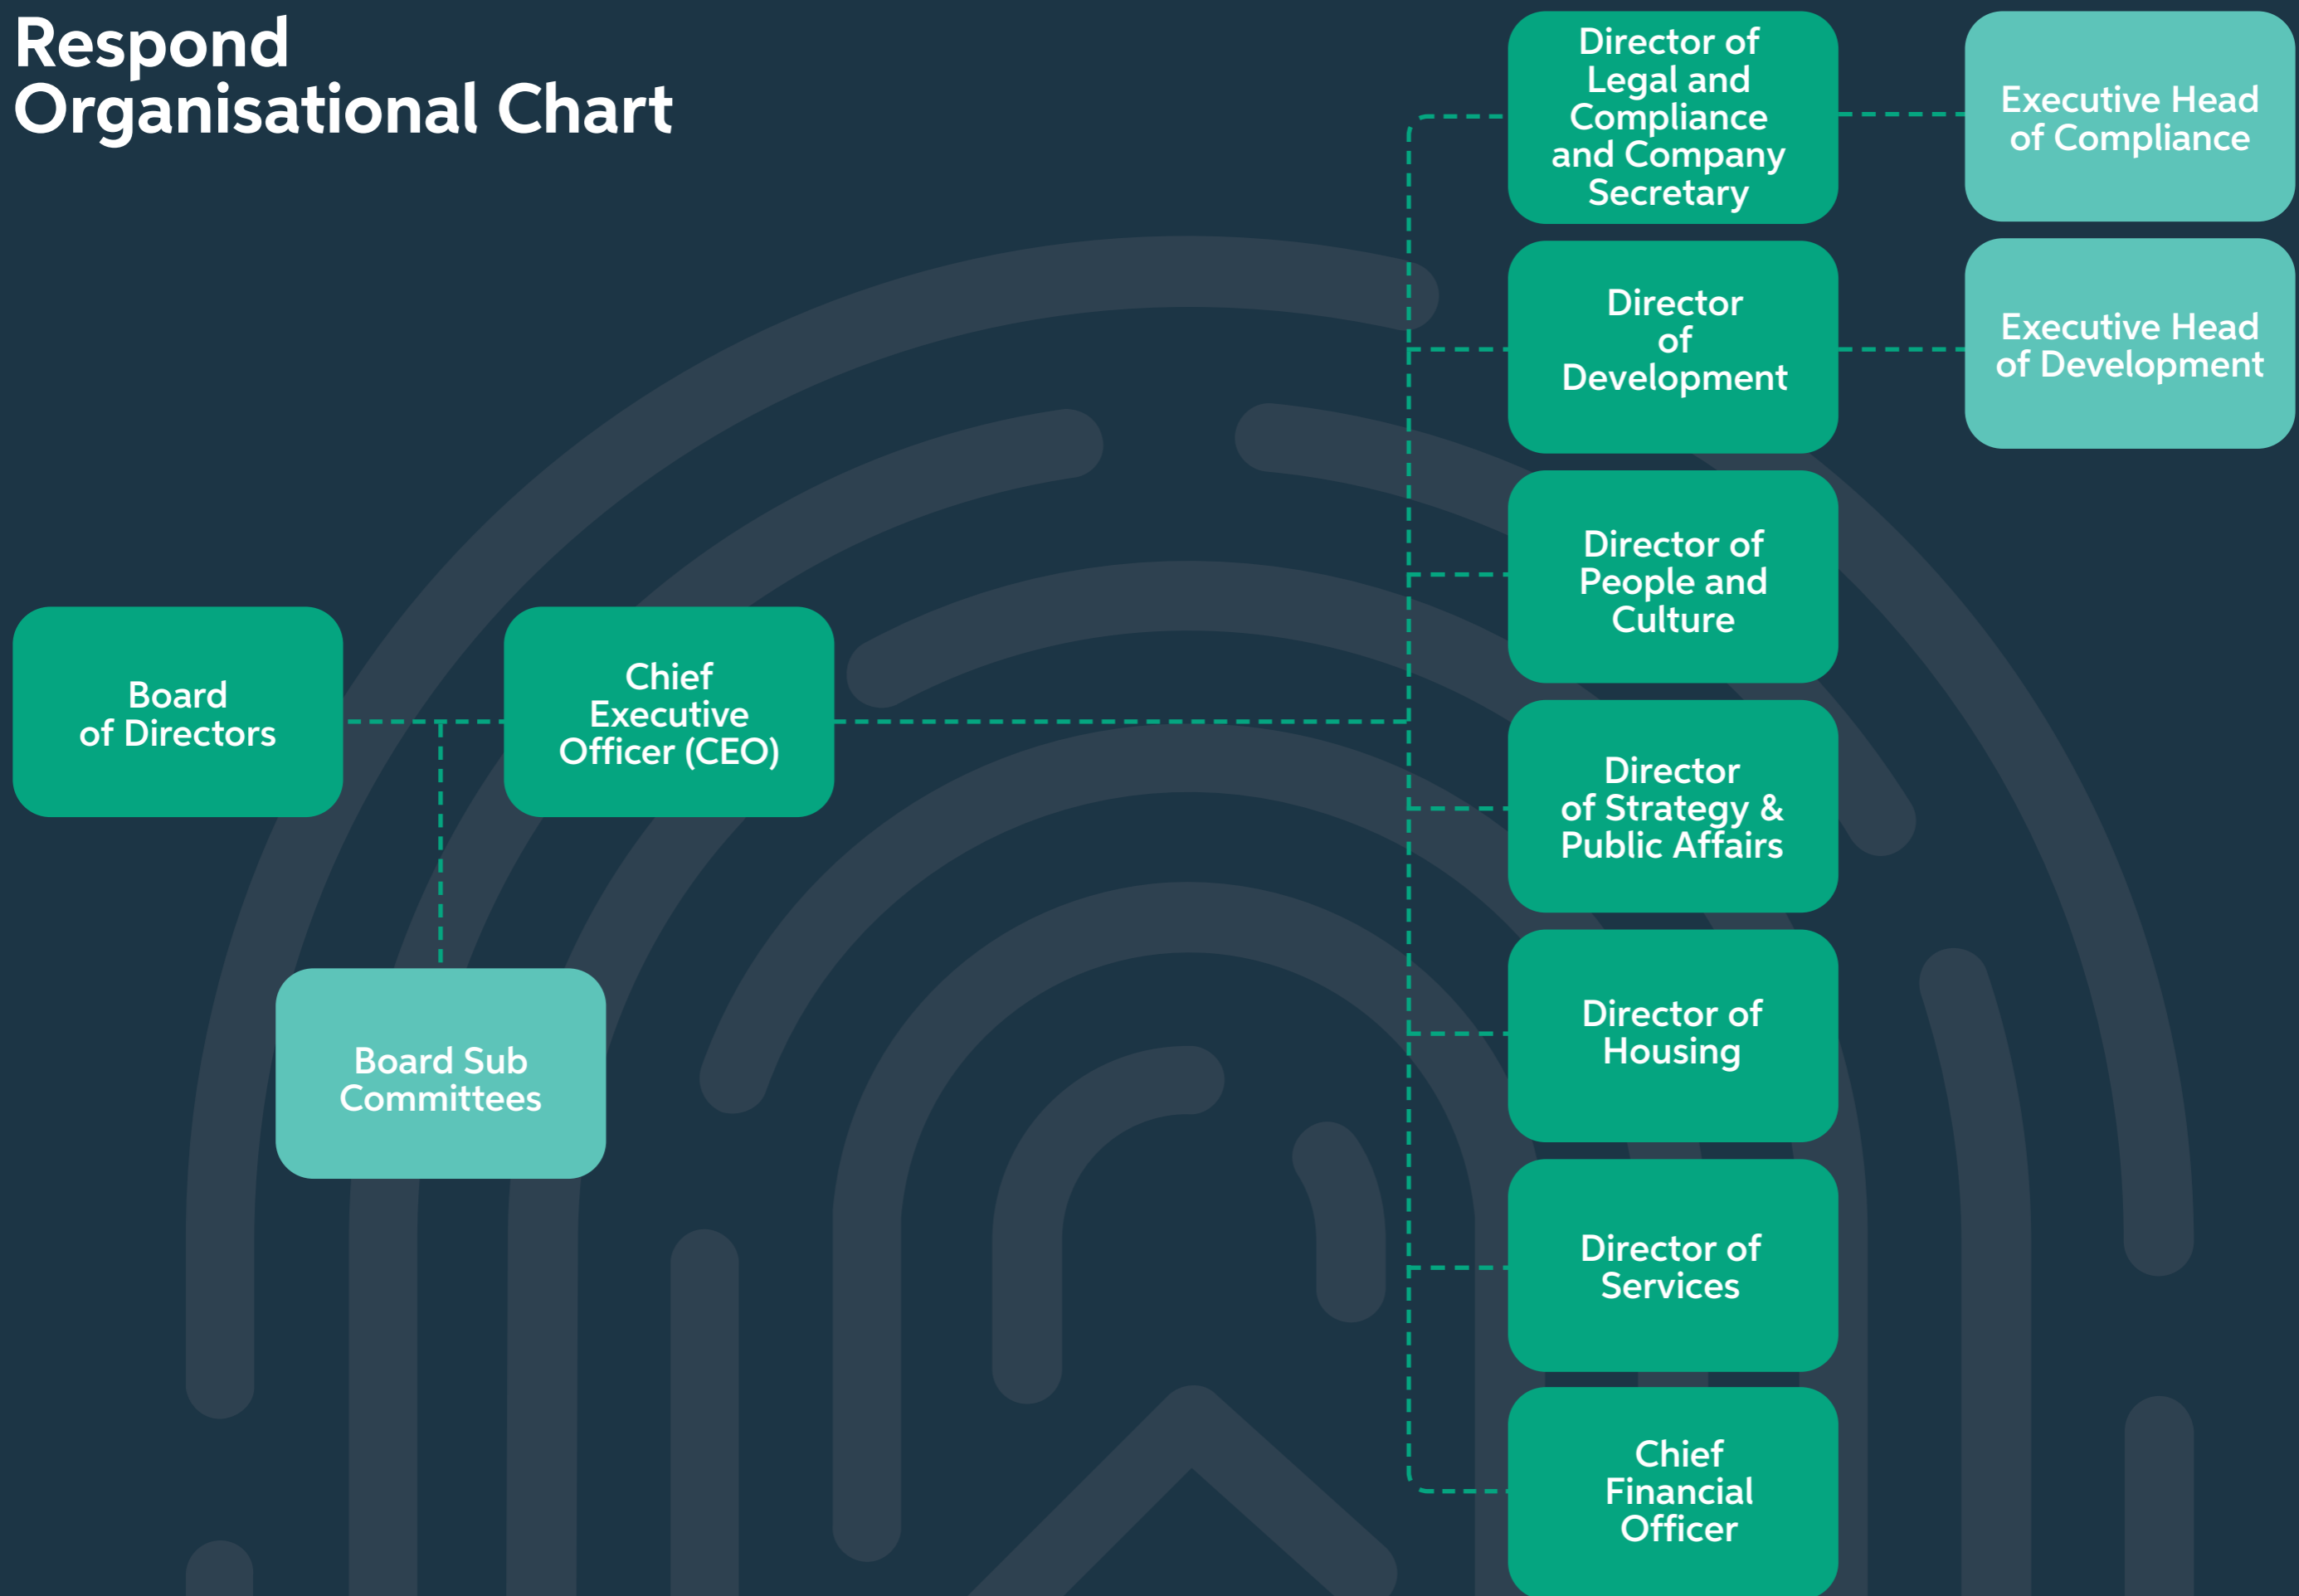 Respond
Organisational Chart
Director of
Legal and
Compliance
and Company
Secretary
Executive Head
of Compliance
Director
of
Development
Executive Head
of Development
Director of
People and
Culture
Board
of Directors
Chief
Executive
Officer (CEO)
Director
of Strategy &
Public Affairs
Board Sub
Committees
Director of
Housing
Director of
Services
Chief
Financial
Officer